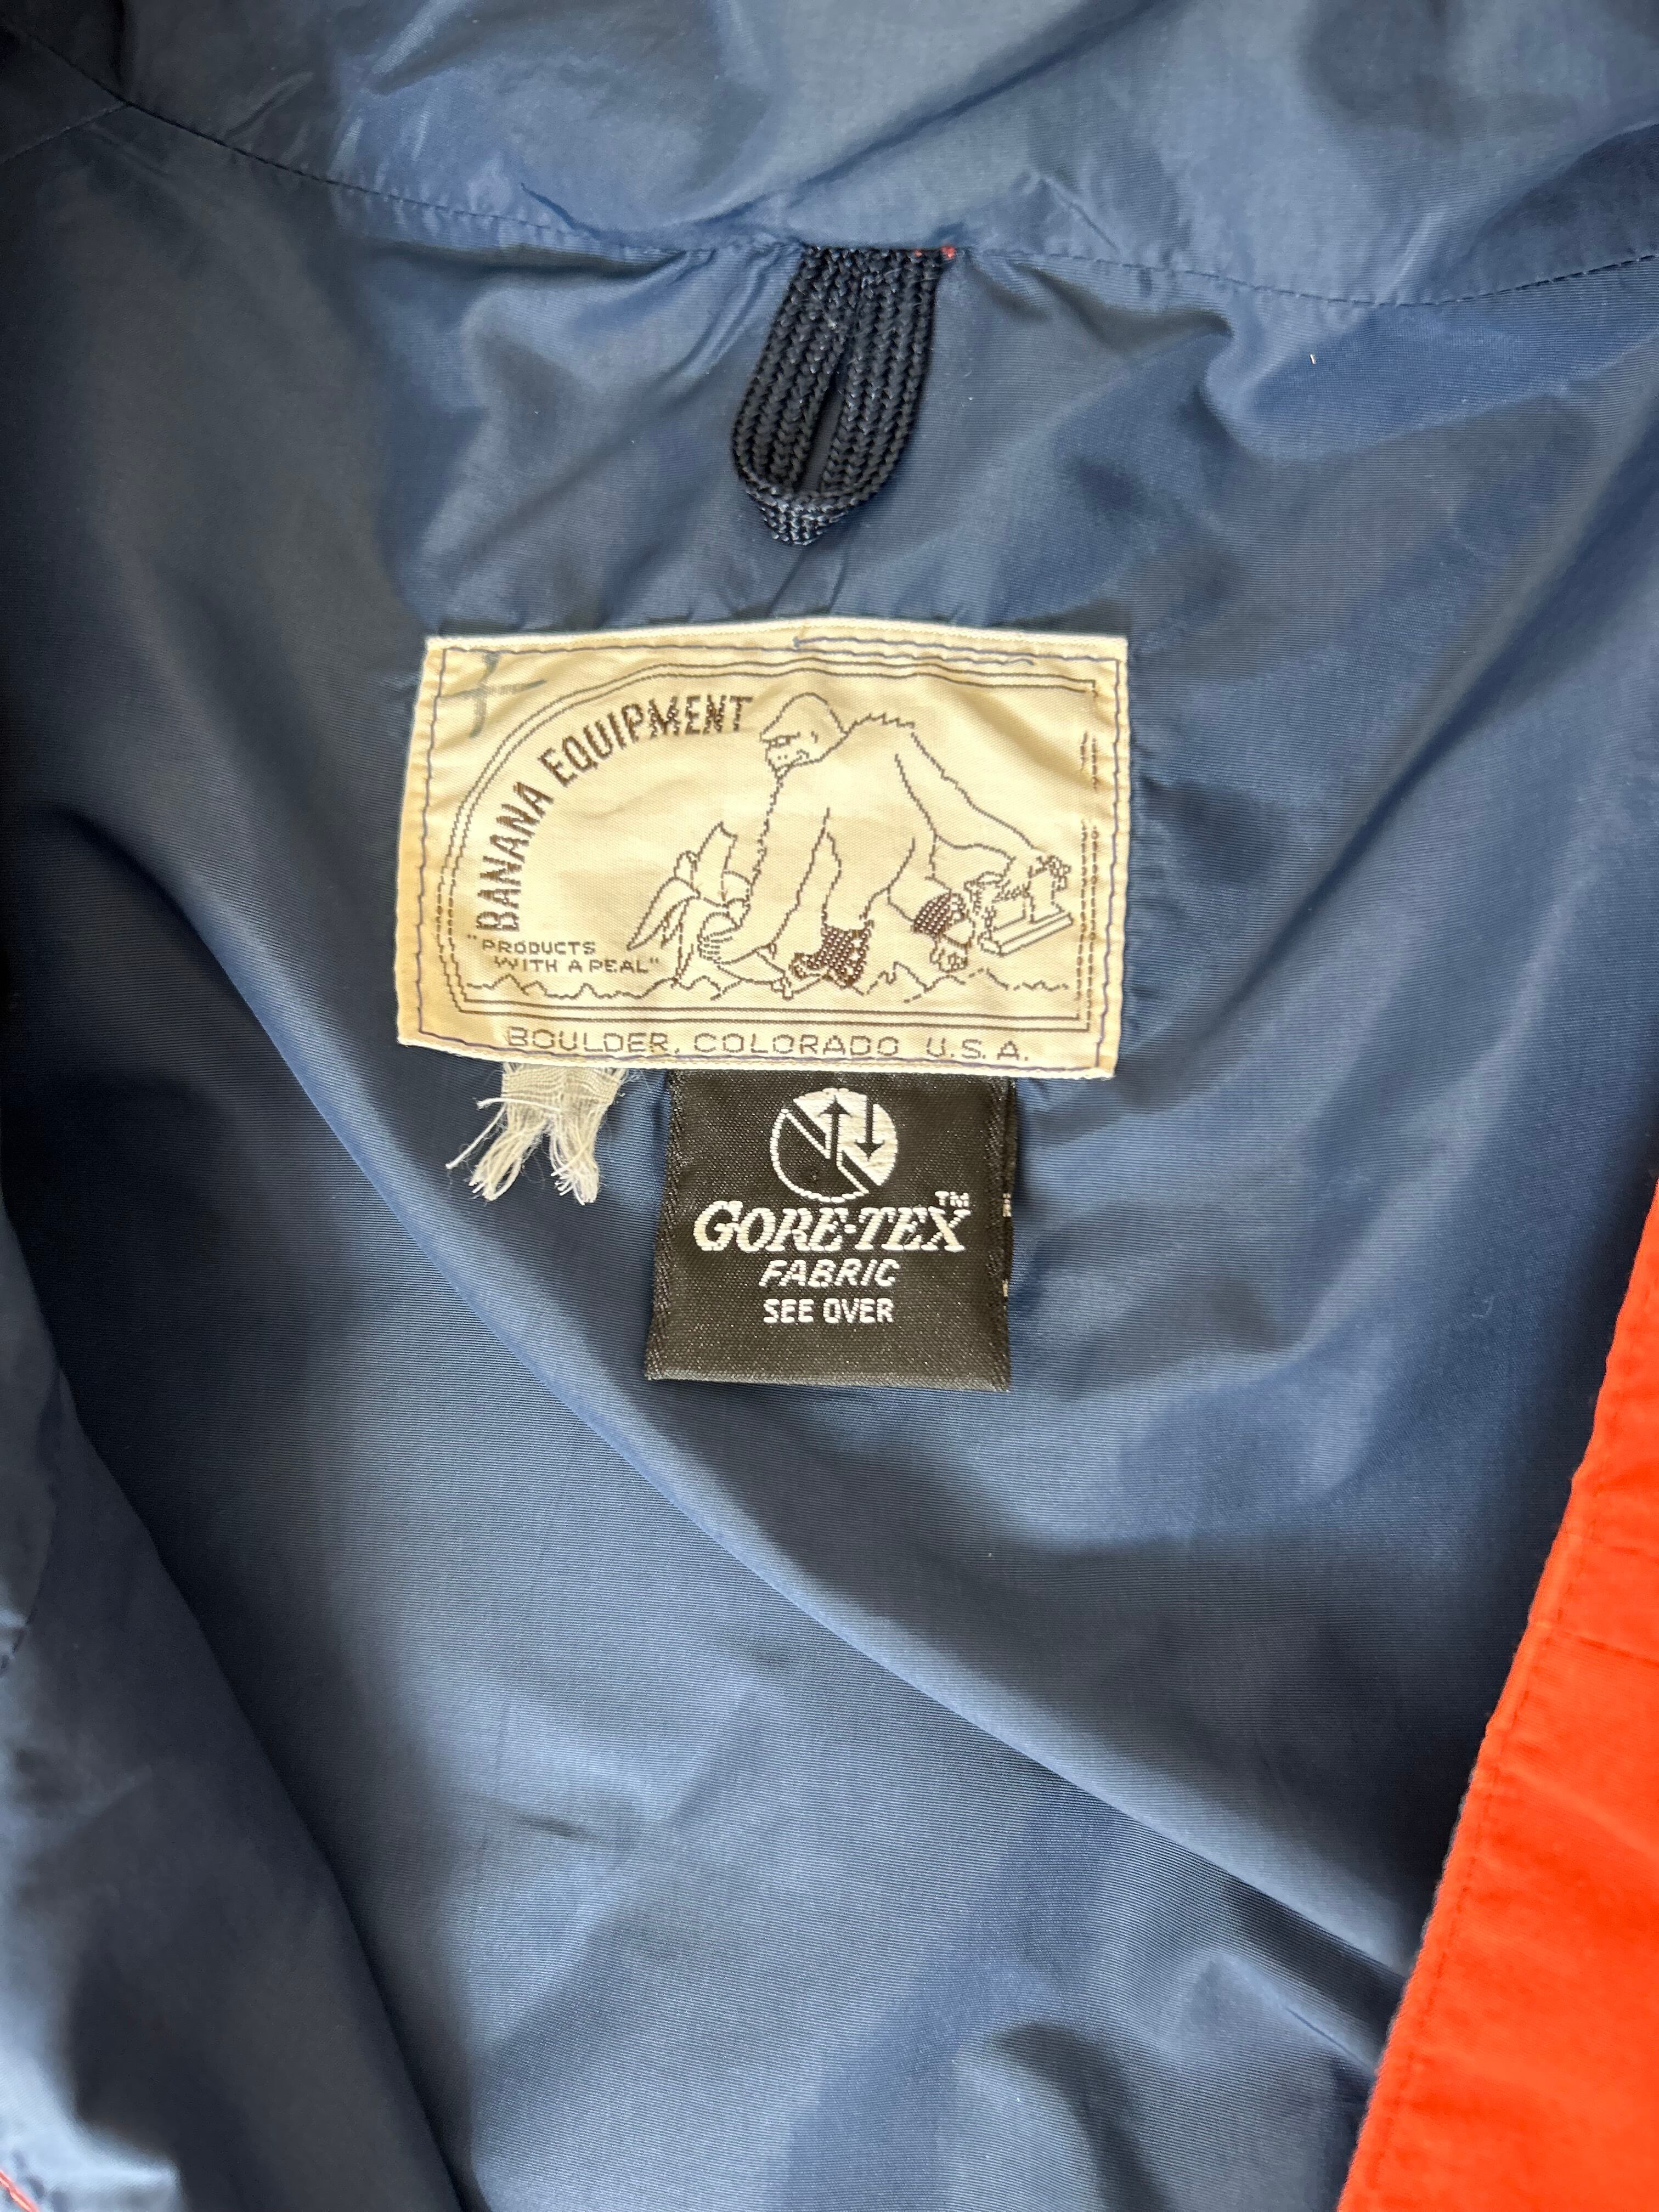 BANANA EQUIPMENT
"PRODUCTS
WITH A PEAL"
BOULDER, COLORADO U.S.A.
GORE-TEX™
FABRIC
SEE OVER